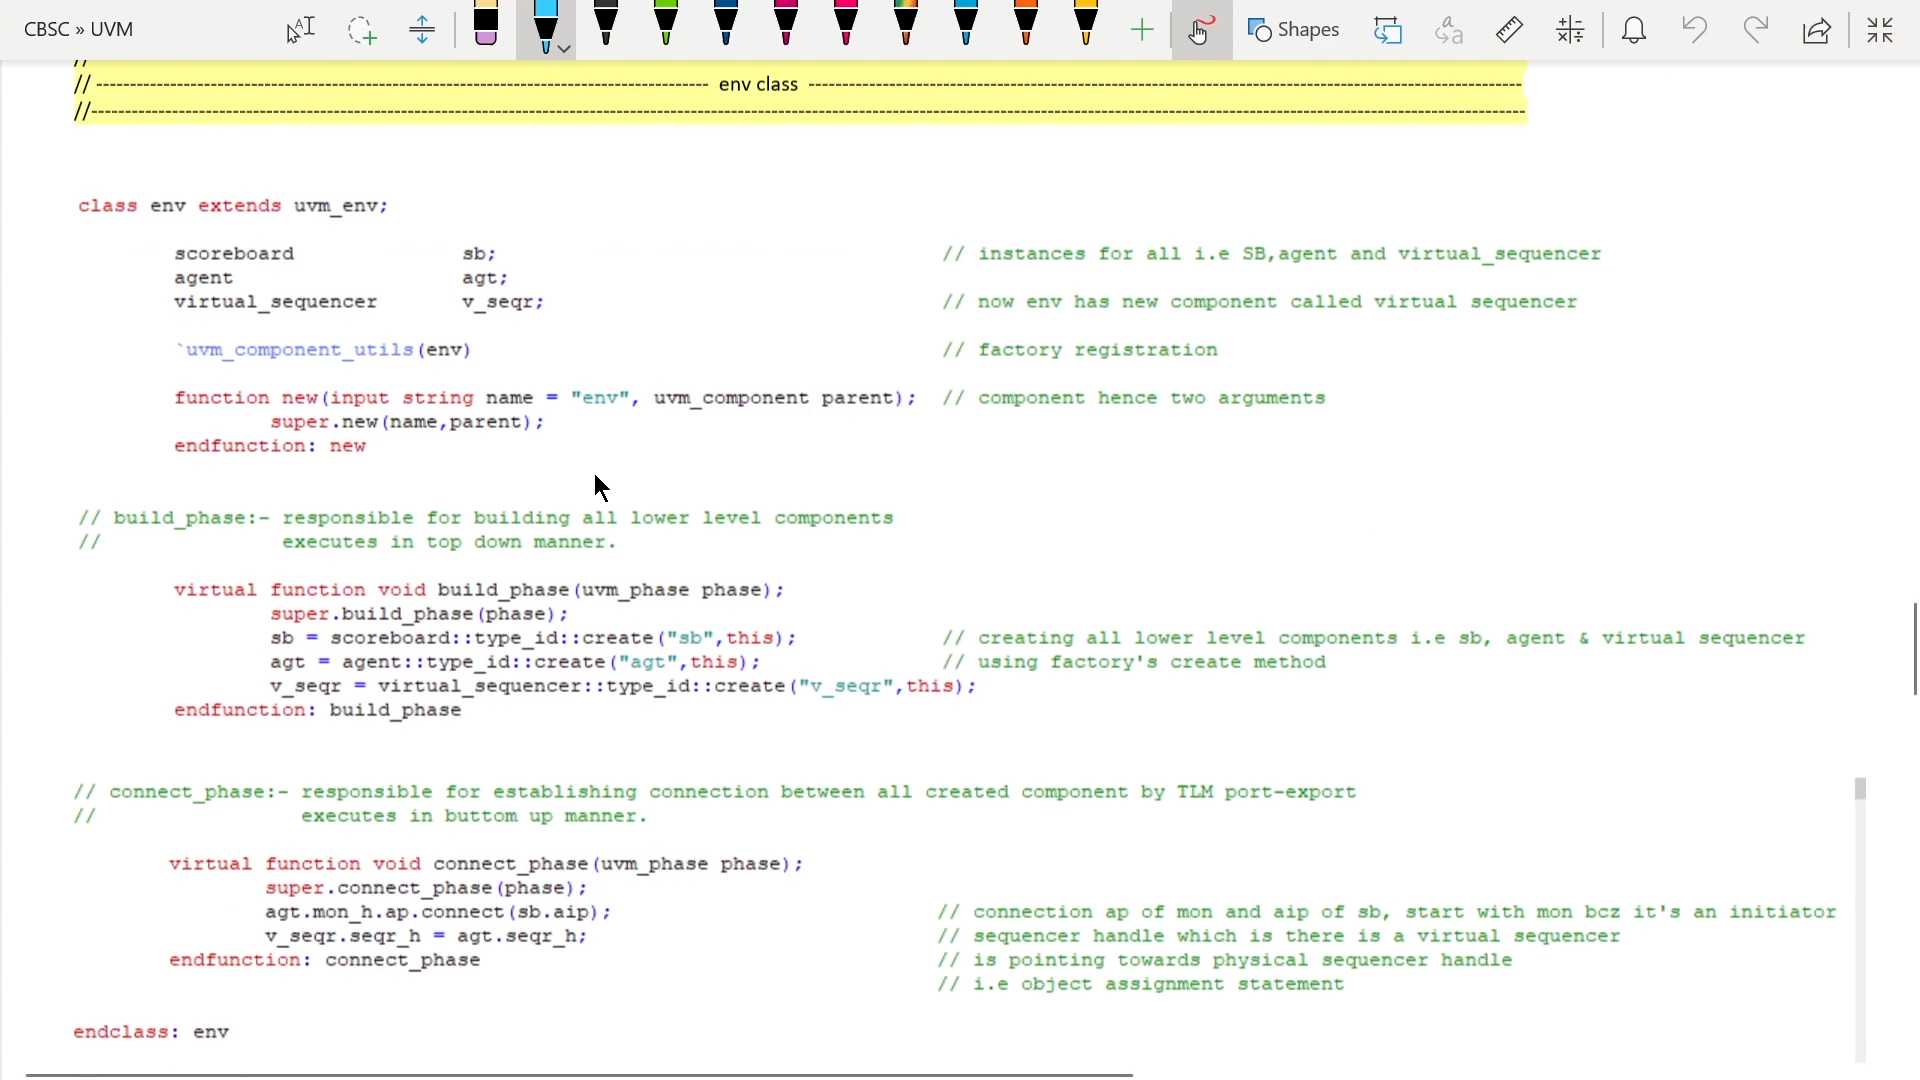 CBSC » UVM
Shapes
//
// ------------------------------------------------------------------------------------------ env class ---------------------------------------------------------------------------------------------------------
//------------------------------------------------------------------------------------------------------------------------------------------------------------------------------------------------------------------
class env extends uvm_env;
scoreboard sb; // instances for all i.e SB,agent and virtual_sequencer
agent agt;
virtual_sequencer v_seqr; // now env has new component called virtual sequencer
`uvm_component_utils(env) // factory registration
function new(input string name = "env", uvm_component parent); // component hence two arguments
super.new(name,parent);
endfunction: new
// build_phase:- responsible for building all lower level components
// executes in top down manner.
virtual function void build_phase(uvm_phase phase);
super.build_phase(phase);
sb = scoreboard::type_id::create("sb",this); // creating all lower level components i.e sb, agent & virtual sequencer
agt = agent::type_id::create("agt",this); // using factory's create method
v_seqr = virtual_sequencer::type_id::create("v_seqr",this);
endfunction: build_phase
// connect_phase:- responsible for establishing connection between all created component by TLM port-export
// executes in buttom up manner.
virtual function void connect_phase(uvm_phase phase);
super.connect_phase(phase);
agt.mon_h.ap.connect(sb.aip); // connection ap of mon and aip of sb, start with mon bcz it's an initiator
v_seqr.seqr_h = agt.seqr_h; // sequencer handle which is there is a virtual sequencer
endfunction: connect_phase // is pointing towards physical sequencer handle
// i.e object assignment statement
endclass: env